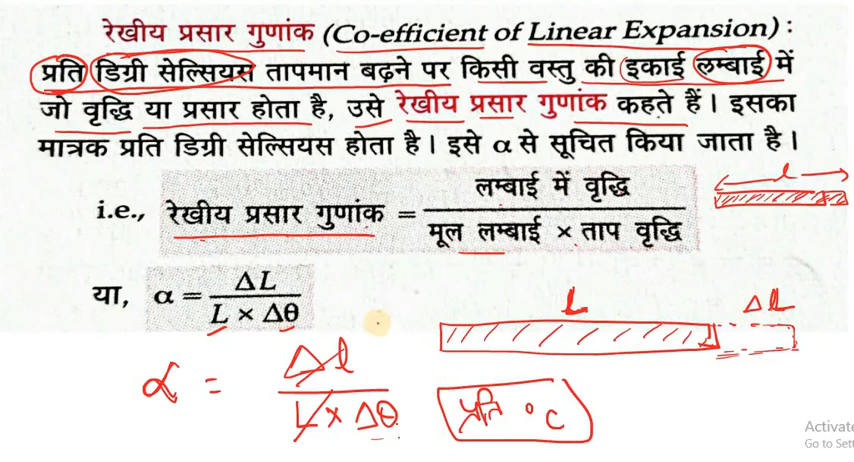 रेखीय प्रसार गुणांक (Co-efficient of Linear Expansion) :
प्रति डिग्री सेल्सियस तापमान बढ़ने पर किसी वस्तु की इकाई लम्बाई में
जो वृद्धि या प्रसार होता है, उसे रेखीय प्रसार गुणांक कहते हैं। इसका
मात्रक प्रति डिग्री सेल्सियस होता है। इसे α से सूचित किया जाता है।
i.e., रेखीय प्रसार गुणांक = लम्बाई में वृद्धि
मूल लम्बाई × ताप वृद्धि
l
या, α = ΔL
L × Δθ
L Δl
α = Δl
L × Δθ
प्रति °C
Activate
Go to Sett